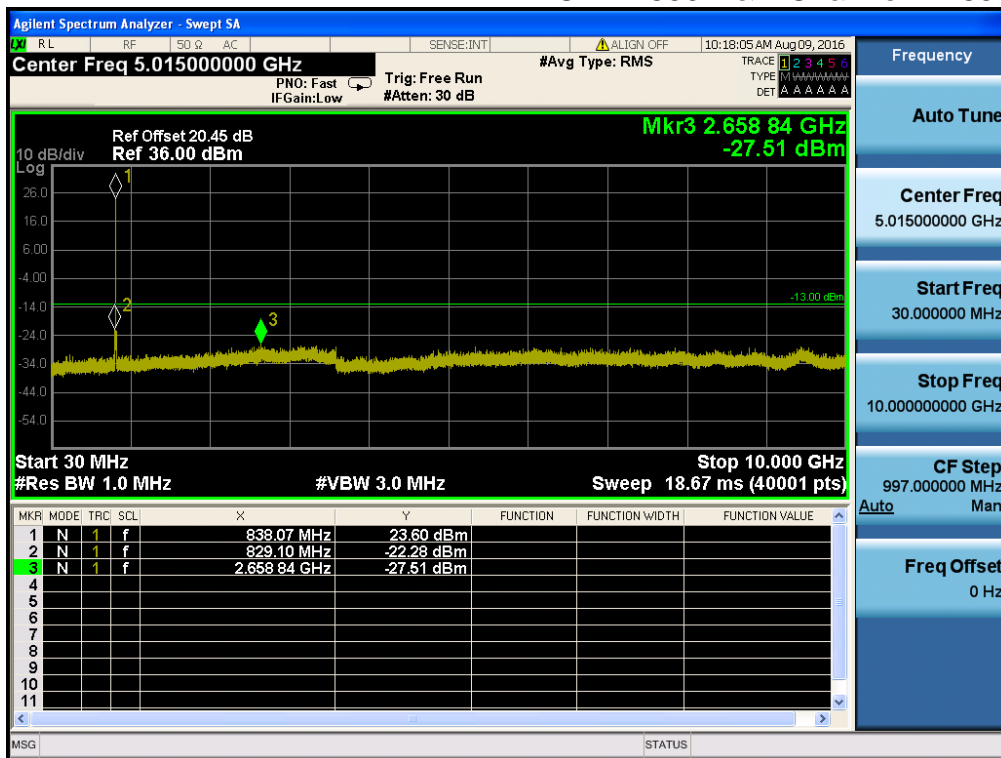 Agilent Spectrum Analyzer - Swept SA
LXI RL RF 50 Ω AC SENSE:INT ALIGN OFF 10:18:05 AM Aug 09, 2016
Center Freq 5.015000000 GHz #Avg Type: RMS TRACE 1 2 3 4 5 6
PNO: Fast Trig: Free Run TYPE M WWWWW
IFGain:Low #Atten: 30 dB DET A A A A A A
Mkr3 2.658 84 GHz
-27.51 dBm
Ref Offset 20.45 dB
10 dB/div Ref 36.00 dBm
Log
1
26.0
16.0
6.00
-4.00
-13.00 dBm
-14.0
2
3
-24.0
-34.0
-44.0
-54.0
Start 30 MHz Stop 10.000 GHz
#Res BW 1.0 MHz #VBW 3.0 MHz Sweep 18.67 ms (40001 pts)
MKR MODE TRC SCL X Y FUNCTION FUNCTION WIDTH FUNCTION VALUE
1 N 1 f 838.07 MHz 23.60 dBm
2 N 1 f 829.10 MHz -22.28 dBm
3 N 1 f 2.658 84 GHz -27.51 dBm
4
5
6
7
8
9
10
11
MSG STATUS
Frequency
Auto Tune
Center Freq
5.015000000 GHz
Start Freq
30.000000 MHz
Stop Freq
10.000000000 GHz
CF Step
997.000000 MHz
Auto Man
Freq Offset
0 Hz